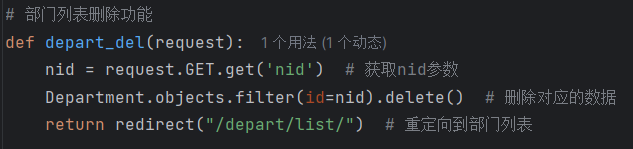 # 部门列表删除功能
def depart_del(request):  1 个用法 (1 个动态)
    nid = request.GET.get('nid')  # 获取nid参数
    Department.objects.filter(id=nid).delete()  # 删除对应的数据
    return redirect("/depart/list/")  # 重定向到部门列表